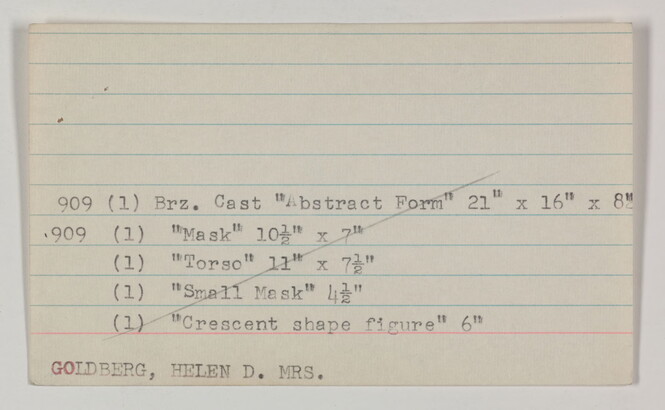 909 (1) Brz. Cast "Abstract Form" 21" x 16" x 8"
.909 (1) "Mask" 10½" x 7"
(1) "Torso" 11" x 7½"
(1) "Small Mask" 4½"
(1) "Crescent shape figure" 6"
GOLDBERG, HELEN D. MRS.